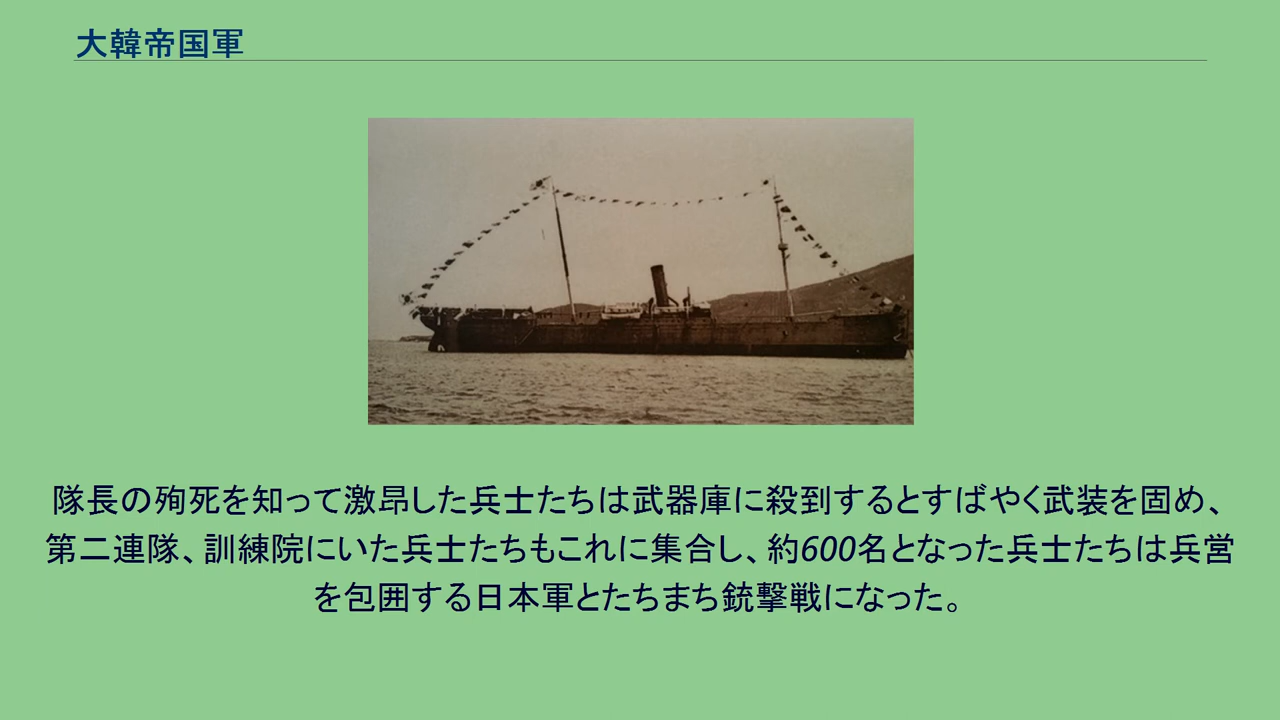 大韓帝国軍
隊長の殉死を知って激昂した兵士たちは武器庫に殺到するとすばやく武装を固め、
第二連隊、訓練院にいた兵士たちもこれに集合し、約600名となった兵士たちは兵営
を包囲する日本軍とたちまち銃撃戦になった。